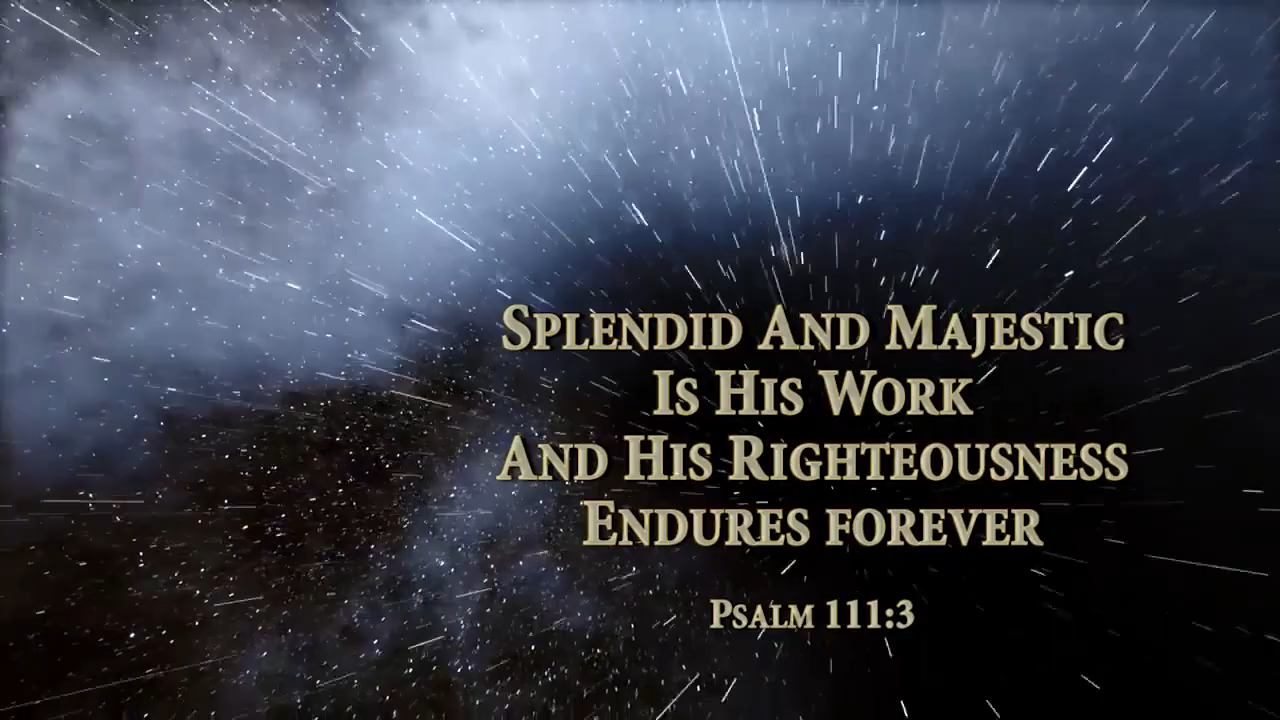 Splendid And Majestic
Is His Work
And His Righteousness
Endures forever
Psalm 111:3